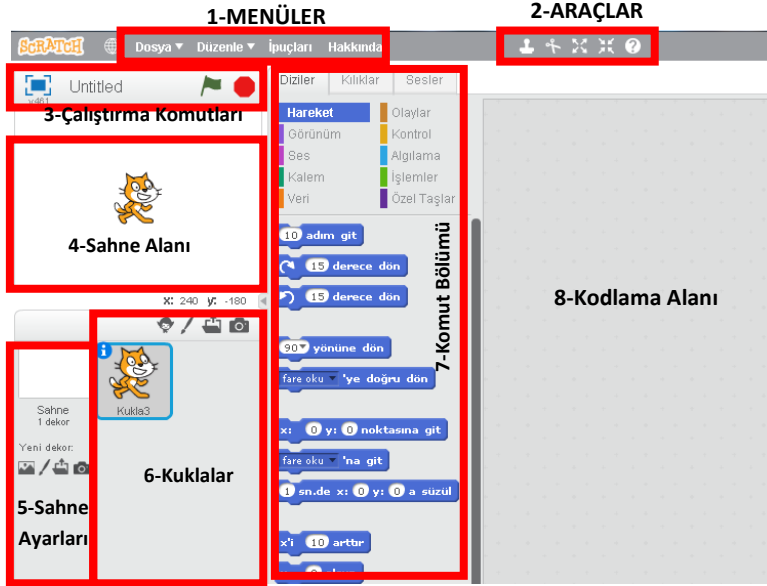 1-MENÜLER
2-ARAÇLAR
SCRATCH
Dosya Düzenle İpuçları Hakkında
Untitled
3-Çalıştırma Komutları
4-Sahne Alanı
X: 240 y: -180
Diziler Kılıklar Sesler
Hareket Olaylar
Görünüm Kontrol
Ses Algılama
Kalem İşlemler
Veri Özel Taşlar
10 adım git
15 derece dön
15 derece dön
90 yönüne dön
fare oku 'ye doğru dön
x: 0 y: 0 noktasına git
fare oku 'na git
1 sn.de x: 0 y: 0 a süzül
x'i 10 arttır
7-Komut Bölümü
8-Kodlama Alanı
Sahne
1 dekor
Yeni dekor:
5-Sahne
Ayarları
Kukla3
6-Kuklalar